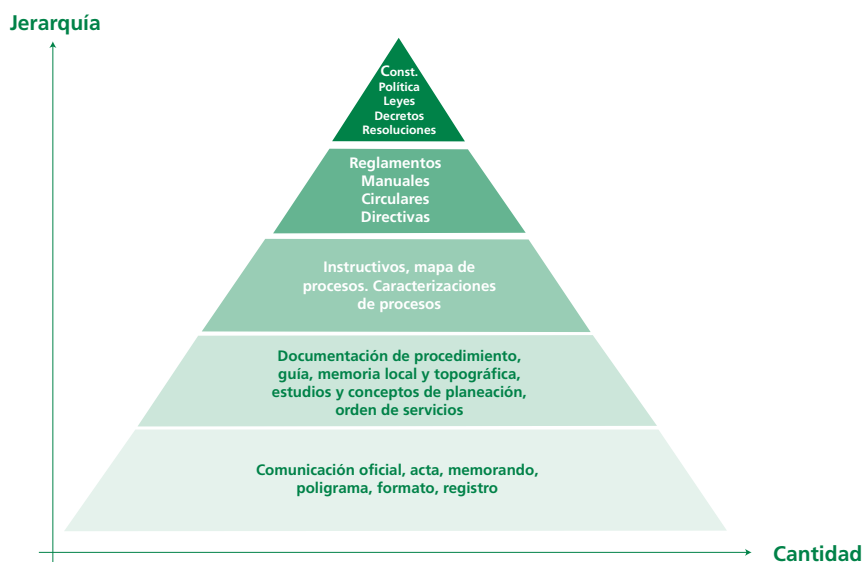 Jerarquía
Const.
Política
Leyes
Decretos
Resoluciones
Reglamentos
Manuales
Circulares
Directivas
Instructivos, mapa de
procesos. Caracterizaciones
de procesos
Documentación de procedimiento,
guía, memoria local y topográfica,
estudios y conceptos de planeación,
orden de servicios
Comunicación oficial, acta, memorando,
poligrama, formato, registro
Cantidad